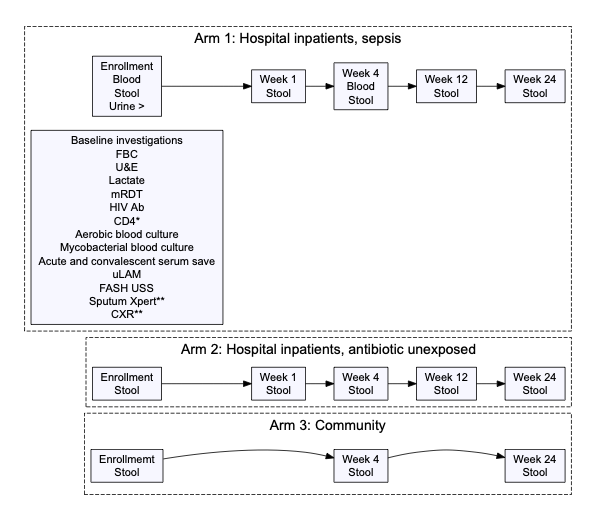 Arm 1: Hospital inpatients, sepsis
Enrollment
Blood
Stool
Urine >
Week 1
Stool
Week 4
Blood
Stool
Week 12
Stool
Week 24
Stool
Baseline investigations
FBC
U&E
Lactate
mRDT
HIV Ab
CD4*
Aerobic blood culture
Mycobacterial blood culture
Acute and convalescent serum save
uLAM
FASH USS
Sputum Xpert**
CXR**
Arm 2: Hospital inpatients, antibiotic unexposed
Enrollment
Stool
Week 1
Stool
Week 4
Stool
Week 12
Stool
Week 24
Stool
Arm 3: Community
Enrollmemt
Stool
Week 4
Stool
Week 24
Stool